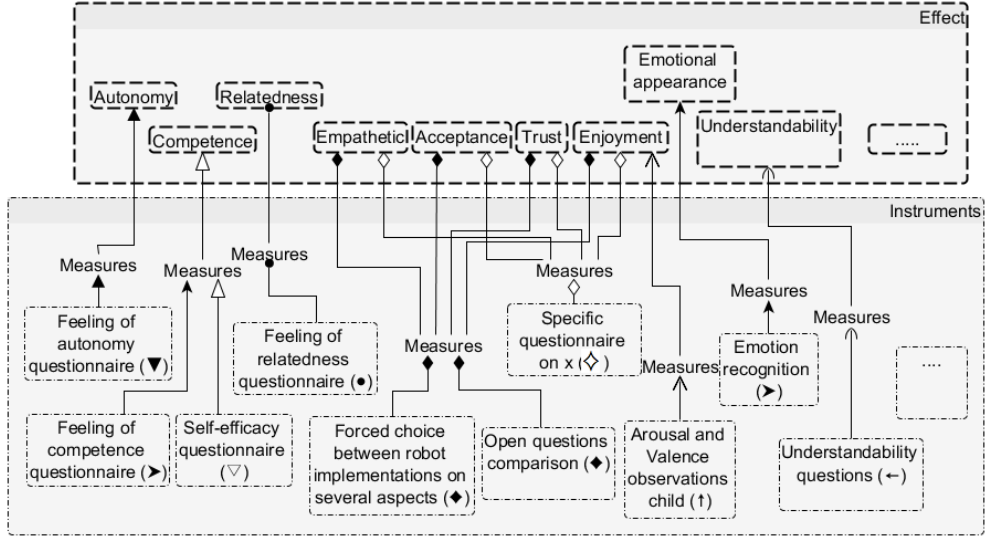 Effect
Emotional
appearance
Autonomy
Relatedness
Competence
Empathetic
Acceptance
Trust
Enjoyment
Understandability
.....
Instruments
Measures
Measures
Measures
Measures
Measures
Measures
Measures
Measures
Feeling of
autonomy
questionnaire (▼)
Feeling of
relatedness
questionnaire (●)
Specific
questionnaire
on x (✧)
Emotion
recognition
(➤)
....
Feeling of
competence
questionnaire (➤)
Self-efficacy
questionnaire
(▽)
Forced choice
between robot
implementations on
several aspects (◆)
Open questions
comparison (◆)
Arousal and
Valence
observations
child (↑)
Understandability
questions (←)